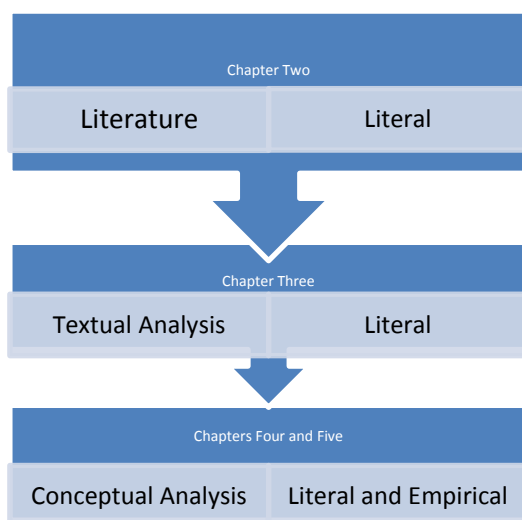 Chapter Two
Literature
Literal
Chapter Three
Textual Analysis
Literal
Chapters Four and Five
Conceptual Analysis
Literal and Empirical